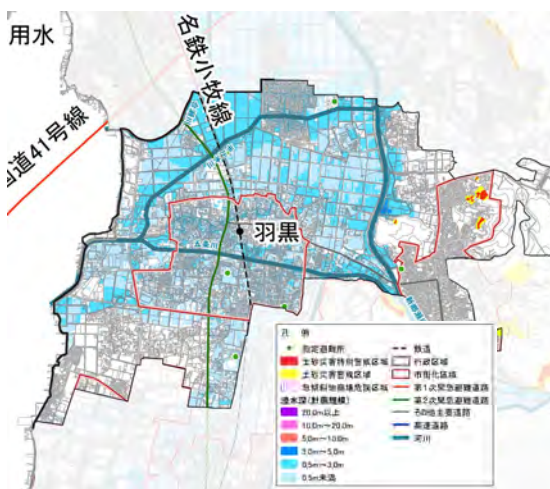 用水
名鉄小牧線
国道41号線
羽黒
五条川
凡例
指定避難所
土砂災害特別警戒区域
土砂災害警戒区域
急傾斜地崩壊危険区域
浸水深(計画規模)
20.0m以上
10.0m～20.0m
5.0m～10.0m
3.0m～5.0m
0.5m～3.0m
0.5m未満
鉄道
行政区域
市街化区域
第1次緊急避難道路
第2次緊急避難道路
その他主要道路
高速道路
河川